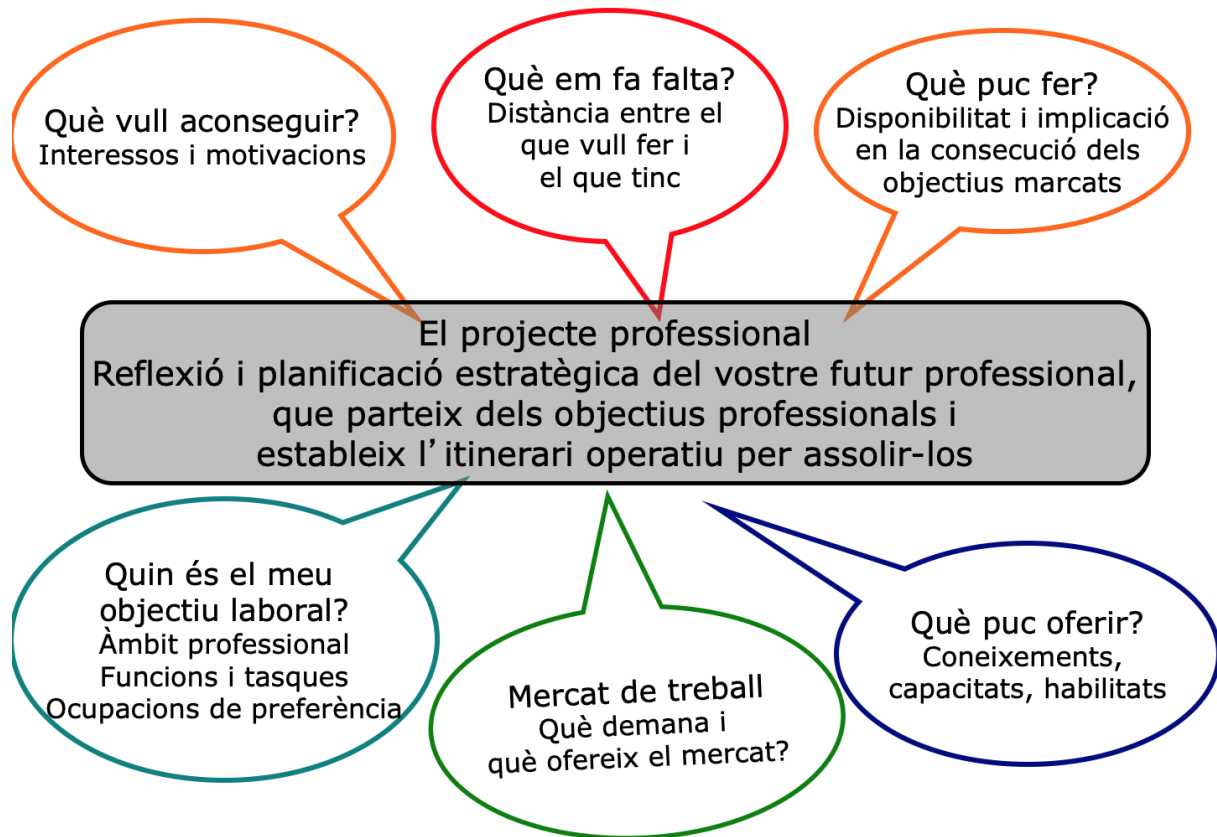 Què vull aconseguir?
Interessos i motivacions
Què em fa falta?
Distància entre el
que vull fer i
el que tinc
Què puc fer?
Disponibilitat i implicació
en la consecució dels
objectius marcats
El projecte professional
Reflexió i planificació estratègica del vostre futur professional,
que parteix dels objectius professionals i
estableix l’itinerari operatiu per assolir-los
Quin és el meu
objectiu laboral?
Àmbit professional
Funcions i tasques
Ocupacions de preferència
Mercat de treball
Què demana i
què ofereix el mercat?
Què puc oferir?
Coneixements,
capacitats, habilitats